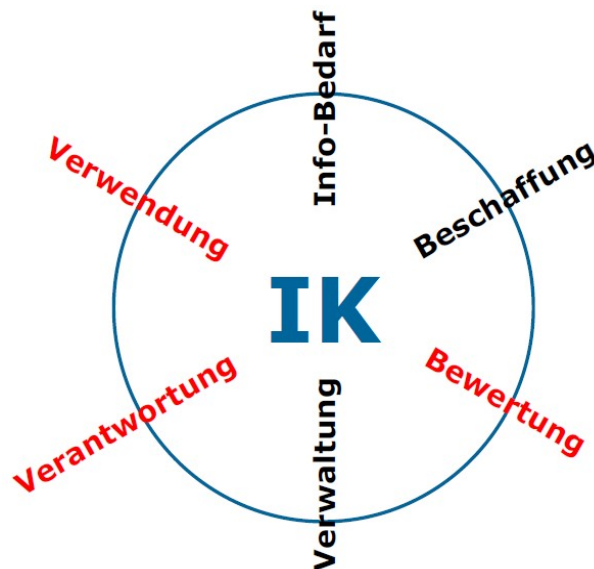 Info-Bedarf
Beschaffung
Bewertung
Verwaltung
Verantwortung
Verwendung
IK